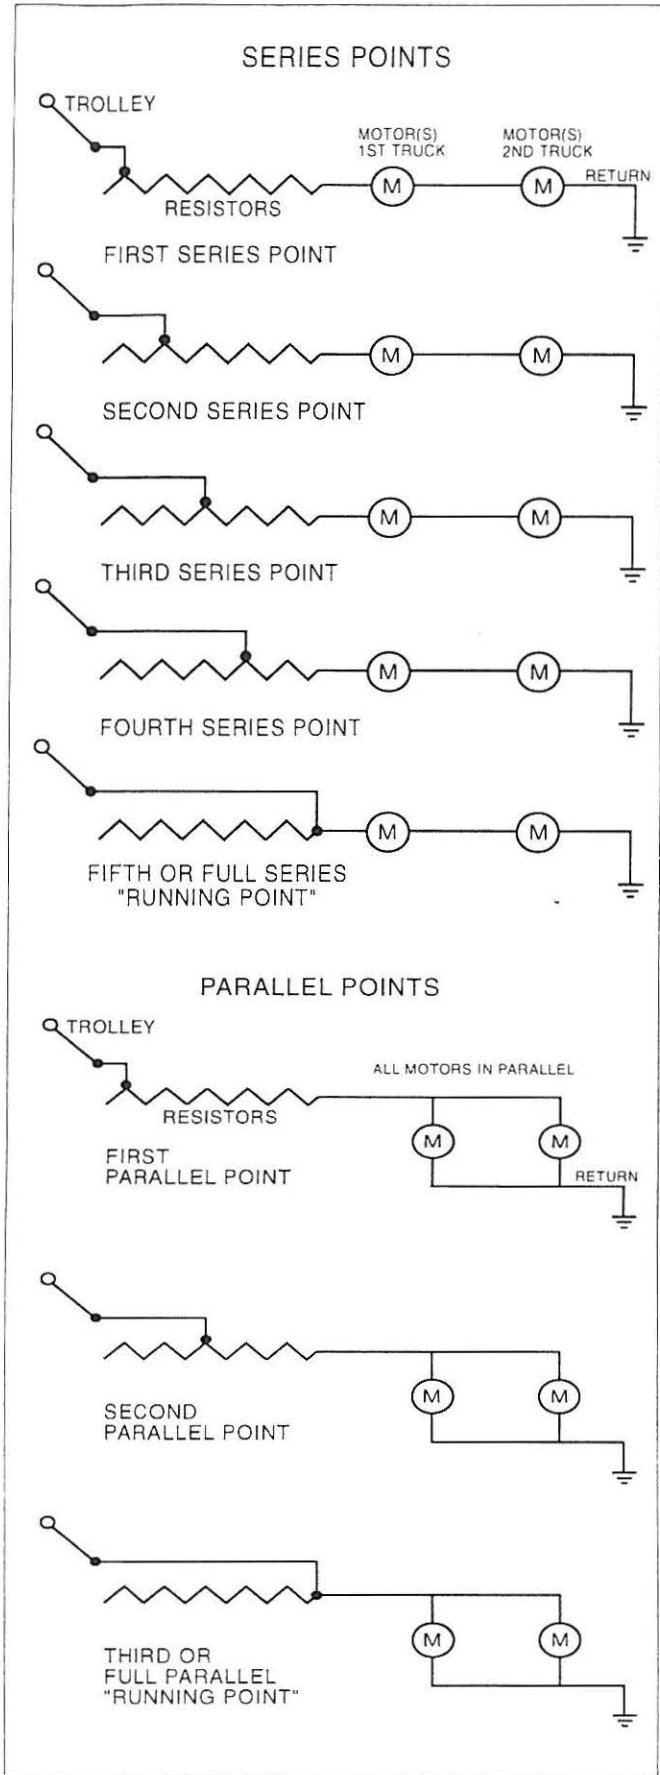 SERIES POINTS
TROLLEY
MOTOR(S)
1ST TRUCK
MOTOR(S)
2ND TRUCK
M
M
RETURN
RESISTORS
FIRST SERIES POINT
M
M
SECOND SERIES POINT
M
M
THIRD SERIES POINT
M
M
FOURTH SERIES POINT
M
M
FIFTH OR FULL SERIES
"RUNNING POINT"
PARALLEL POINTS
TROLLEY
ALL MOTORS IN PARALLEL
RESISTORS
M
M
FIRST
PARALLEL POINT
RETURN
M
M
SECOND
PARALLEL POINT
M
M
THIRD OR
FULL PARALLEL
"RUNNING POINT"